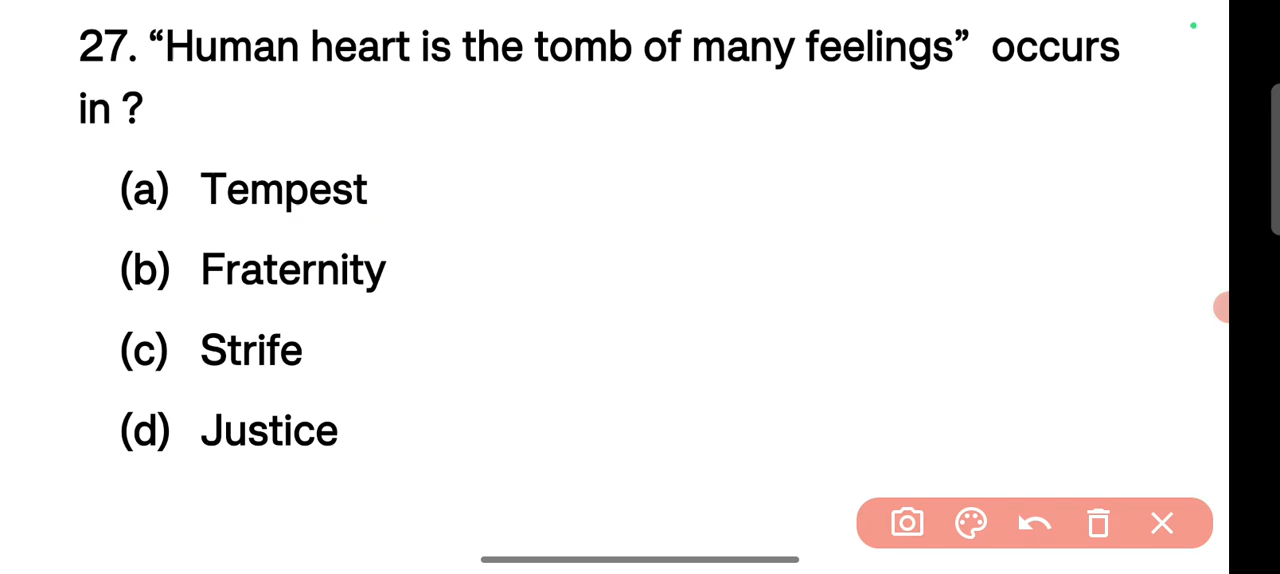 27. “Human heart is the tomb of many feelings” occurs
in ?
(a) Tempest
(b) Fraternity
(c) Strife
(d) Justice